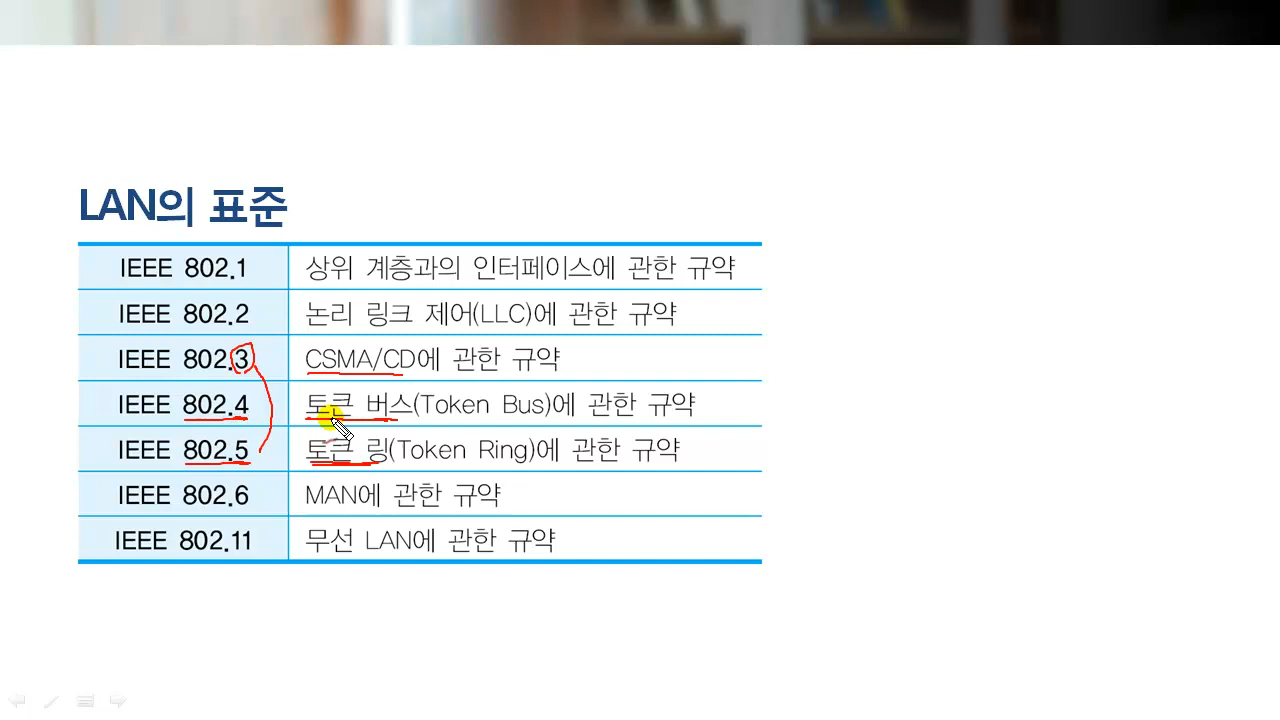 LAN의 표준
IEEE 802.1 상위 계층과의 인터페이스에 관한 규약
IEEE 802.2 논리 링크 제어(LLC)에 관한 규약
IEEE 802.3 CSMA/CD에 관한 규약
IEEE 802.4 토큰 버스(Token Bus)에 관한 규약
IEEE 802.5 토큰 링(Token Ring)에 관한 규약
IEEE 802.6 MAN에 관한 규약
IEEE 802.11 무선 LAN에 관한 규약